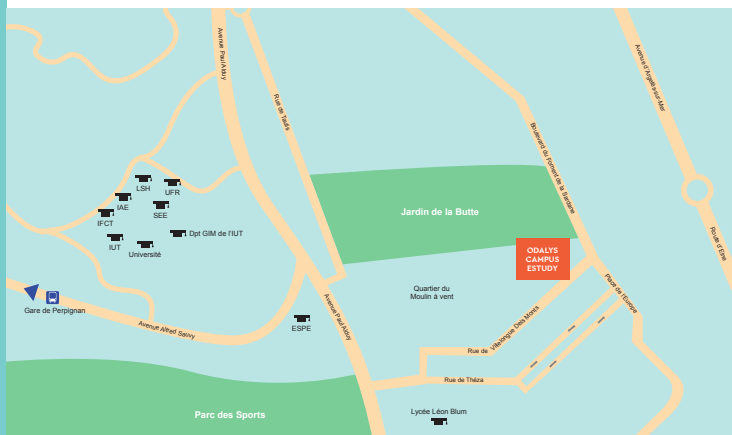 Avenue Paul Alduy
Rue de Taulis
Avenue d'Argelès-sur-Mer
Boulevard du Foment de la Sardane
LSH
UFR
IAE
SEE
IFCT
IUT
Dpt GIM de l'IUT
Université
Jardin de la Butte
ODALYS
CAMPUS
ESTUDY
Route d'Elne
Place de l'Europe
Quartier du
Moulin à vent
Gare de Perpignan
Avenue Alfred Sauvy
ESPE
Avenue Paul Alduy
Rue de Villelongue Dels Monts
Rue de Théza
Parc des Sports
Lycée Léon Blum